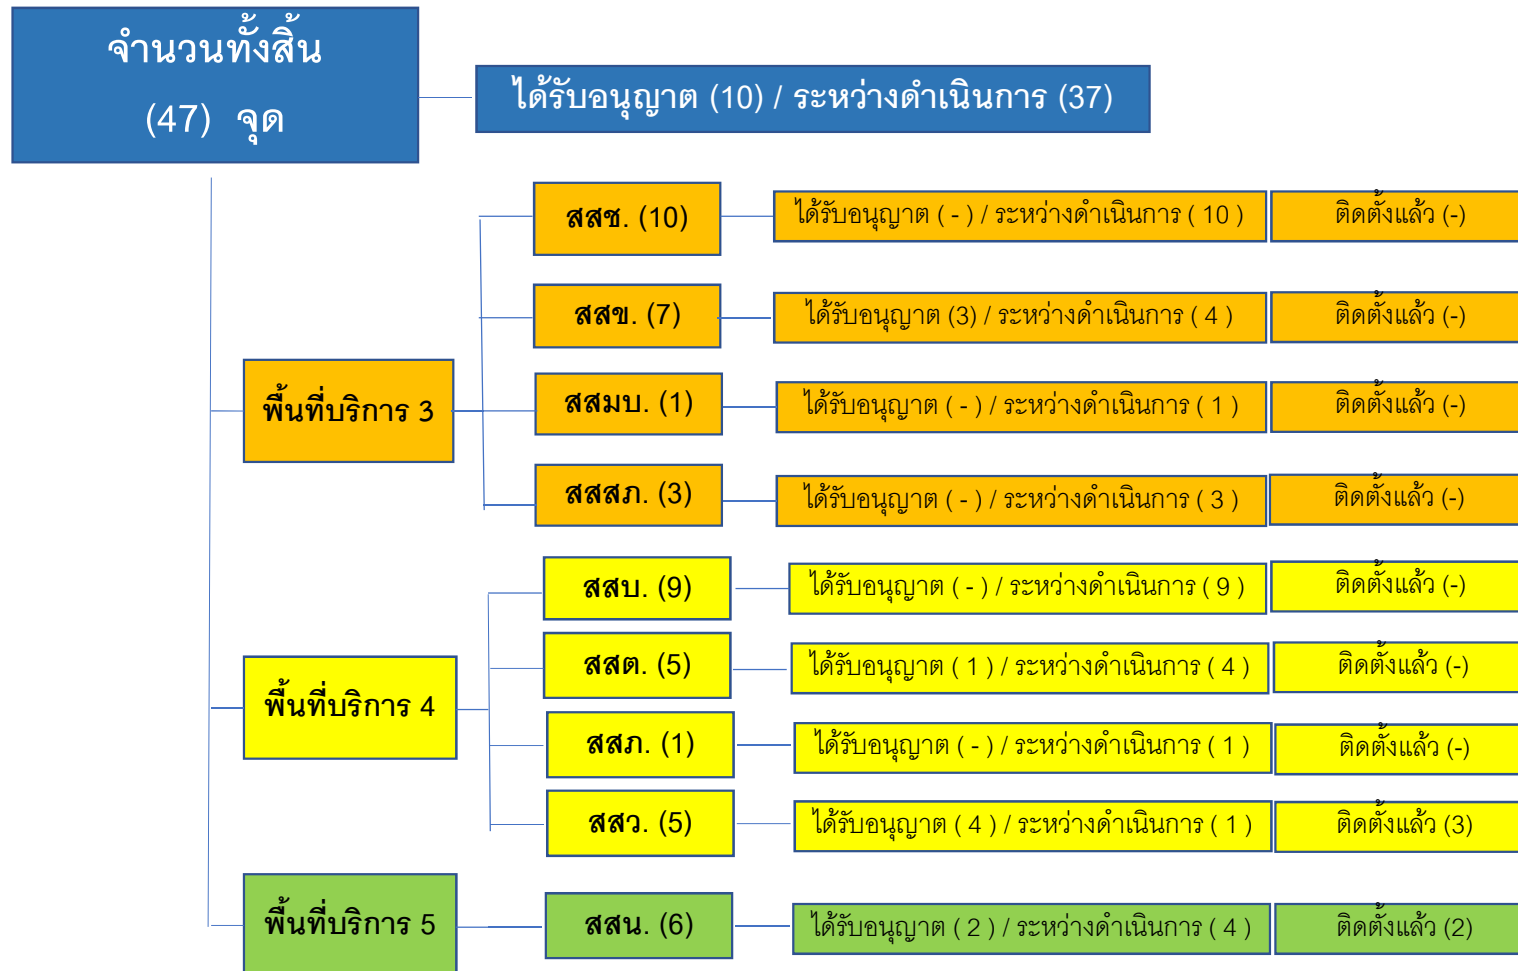 จำนวนทั้งสิ้น
(47) จุด
ได้รับอนุญาต (10) / ระหว่างดำเนินการ (37)
สสช. (10)
ได้รับอนุญาต ( - ) / ระหว่างดำเนินการ ( 10 )
ติดตั้งแล้ว (-)
สสข. (7)
ได้รับอนุญาต (3) / ระหว่างดำเนินการ ( 4 )
ติดตั้งแล้ว (-)
พื้นที่บริการ 3
สสมบ. (1)
ได้รับอนุญาต ( - ) / ระหว่างดำเนินการ ( 1 )
ติดตั้งแล้ว (-)
สสสภ. (3)
ได้รับอนุญาต ( - ) / ระหว่างดำเนินการ ( 3 )
ติดตั้งแล้ว (-)
สสบ. (9)
ได้รับอนุญาต ( - ) / ระหว่างดำเนินการ ( 9 )
ติดตั้งแล้ว (-)
สสต. (5)
ได้รับอนุญาต ( 1 ) / ระหว่างดำเนินการ ( 4 )
ติดตั้งแล้ว (-)
พื้นที่บริการ 4
สสภ. (1)
ได้รับอนุญาต ( - ) / ระหว่างดำเนินการ ( 1 )
ติดตั้งแล้ว (-)
สสว. (5)
ได้รับอนุญาต ( 4 ) / ระหว่างดำเนินการ ( 1 )
ติดตั้งแล้ว (3)
พื้นที่บริการ 5
สสน. (6)
ได้รับอนุญาต ( 2 ) / ระหว่างดำเนินการ ( 4 )
ติดตั้งแล้ว (2)